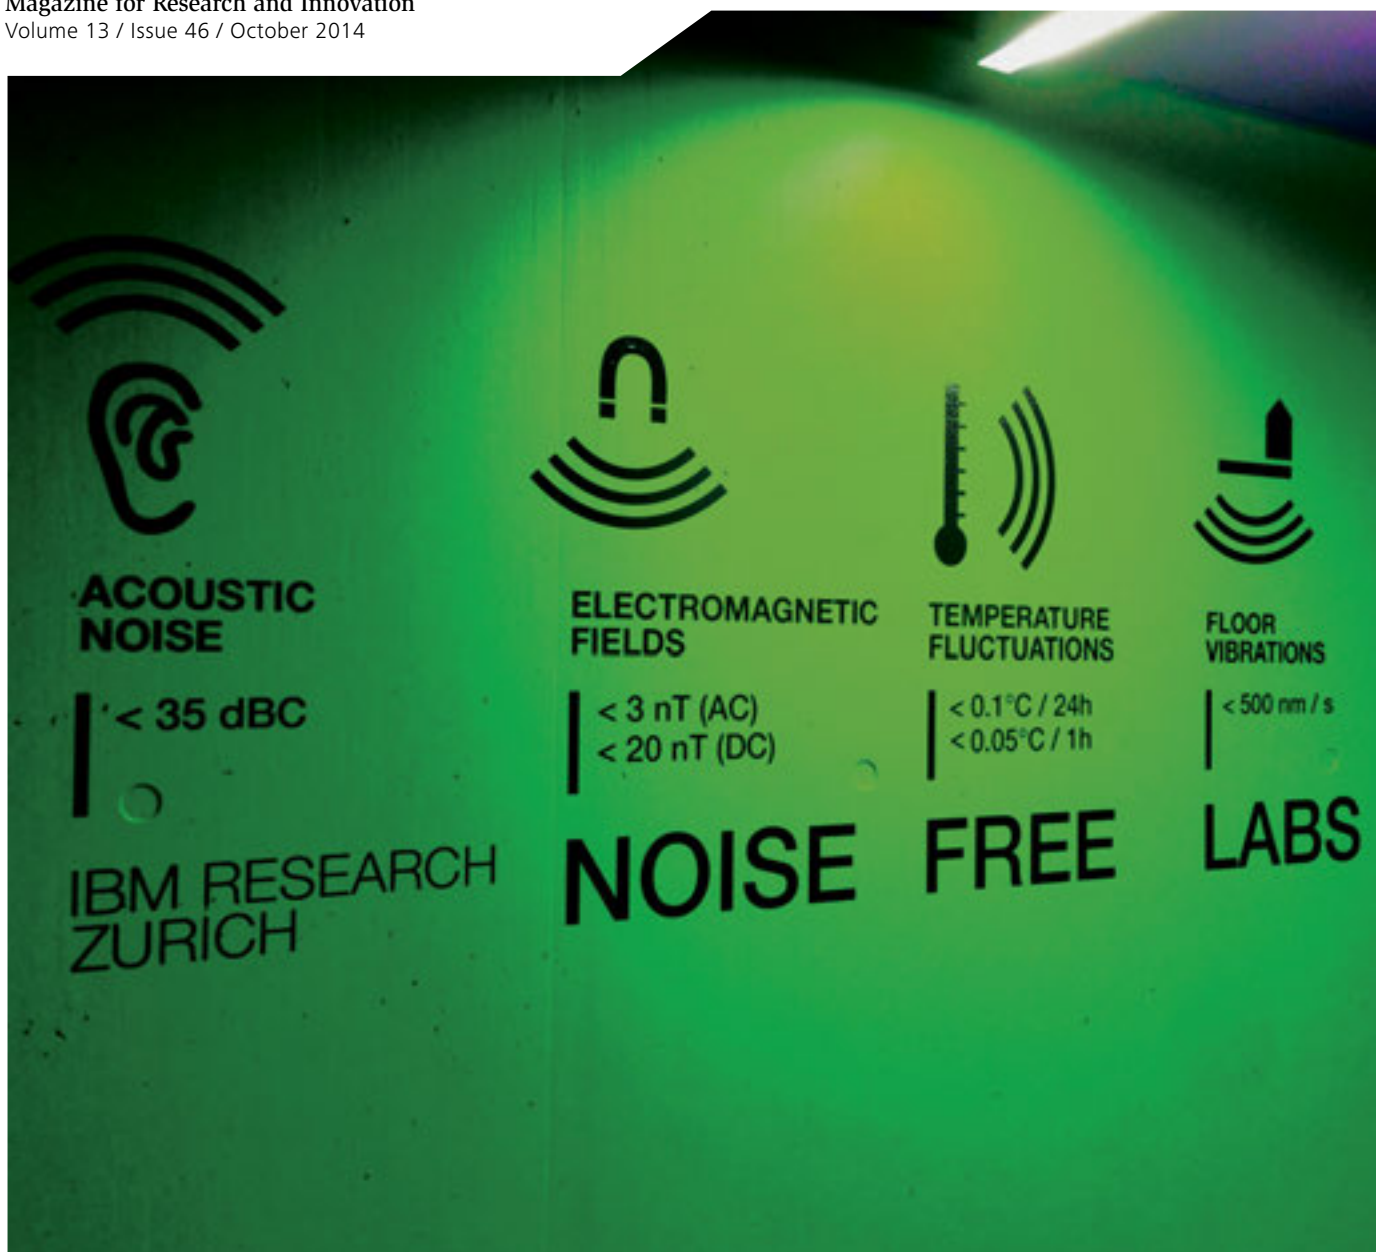 Magazine for Research and Innovation
Volume 13 / Issue 46 / October 2014
ACOUSTIC
NOISE
< 35 dBC
ELECTROMAGNETIC
FIELDS
< 3 nT (AC)
< 20 nT (DC)
TEMPERATURE
FLUCTUATIONS
< 0.1°C / 24h
< 0.05°C / 1h
FLOOR
VIBRATIONS
< 500 nm / s
IBM RESEARCH
ZURICH
NOISE FREE LABS